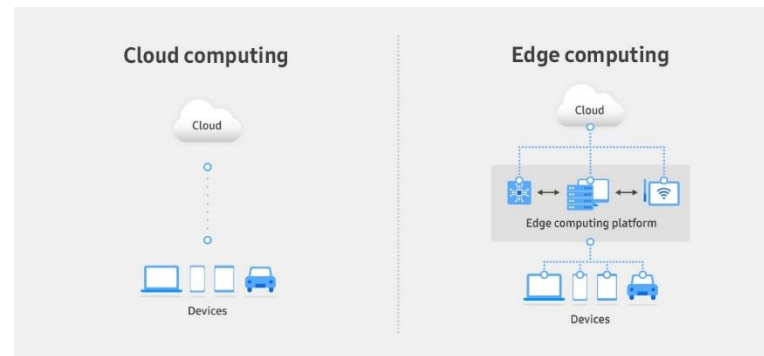 Cloud computing
Cloud
Devices
Edge computing
Cloud
Edge computing platform
Devices